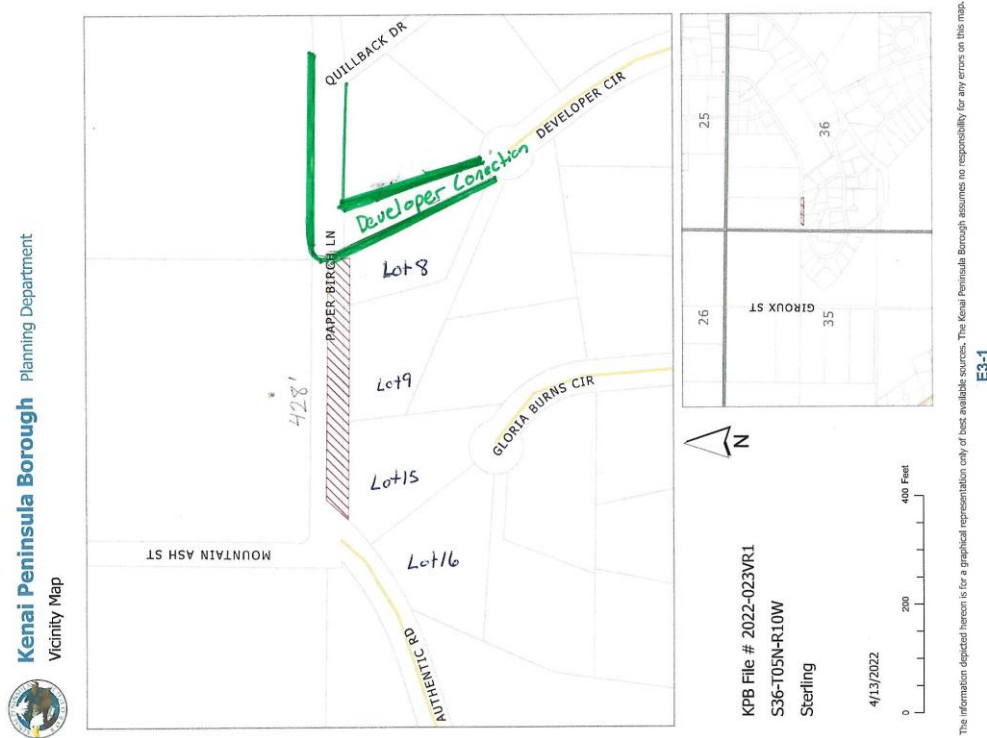 Kenai Peninsula Borough Planning Department
Vicinity Map
QUILLBACK DR
DEVELOPER CIR
Developer Conection
PAPER BIRCH LN
Lot 8
428'
*
Lot 9
GLORIA BURNS CIR
Lot 15
MOUNTAIN ASH ST
Lot 16
AUTHENTIC RD
25
36
26
35
GIROUX ST
N
KPB File # 2022-023VR1
S36-T05N-R10W
Sterling
4/13/2022
0 200 400 Feet
The information depicted hereon is for a graphical representation only of best available sources. The Kenai Peninsula Borough assumes no responsibility for any errors on this map.
E3-1